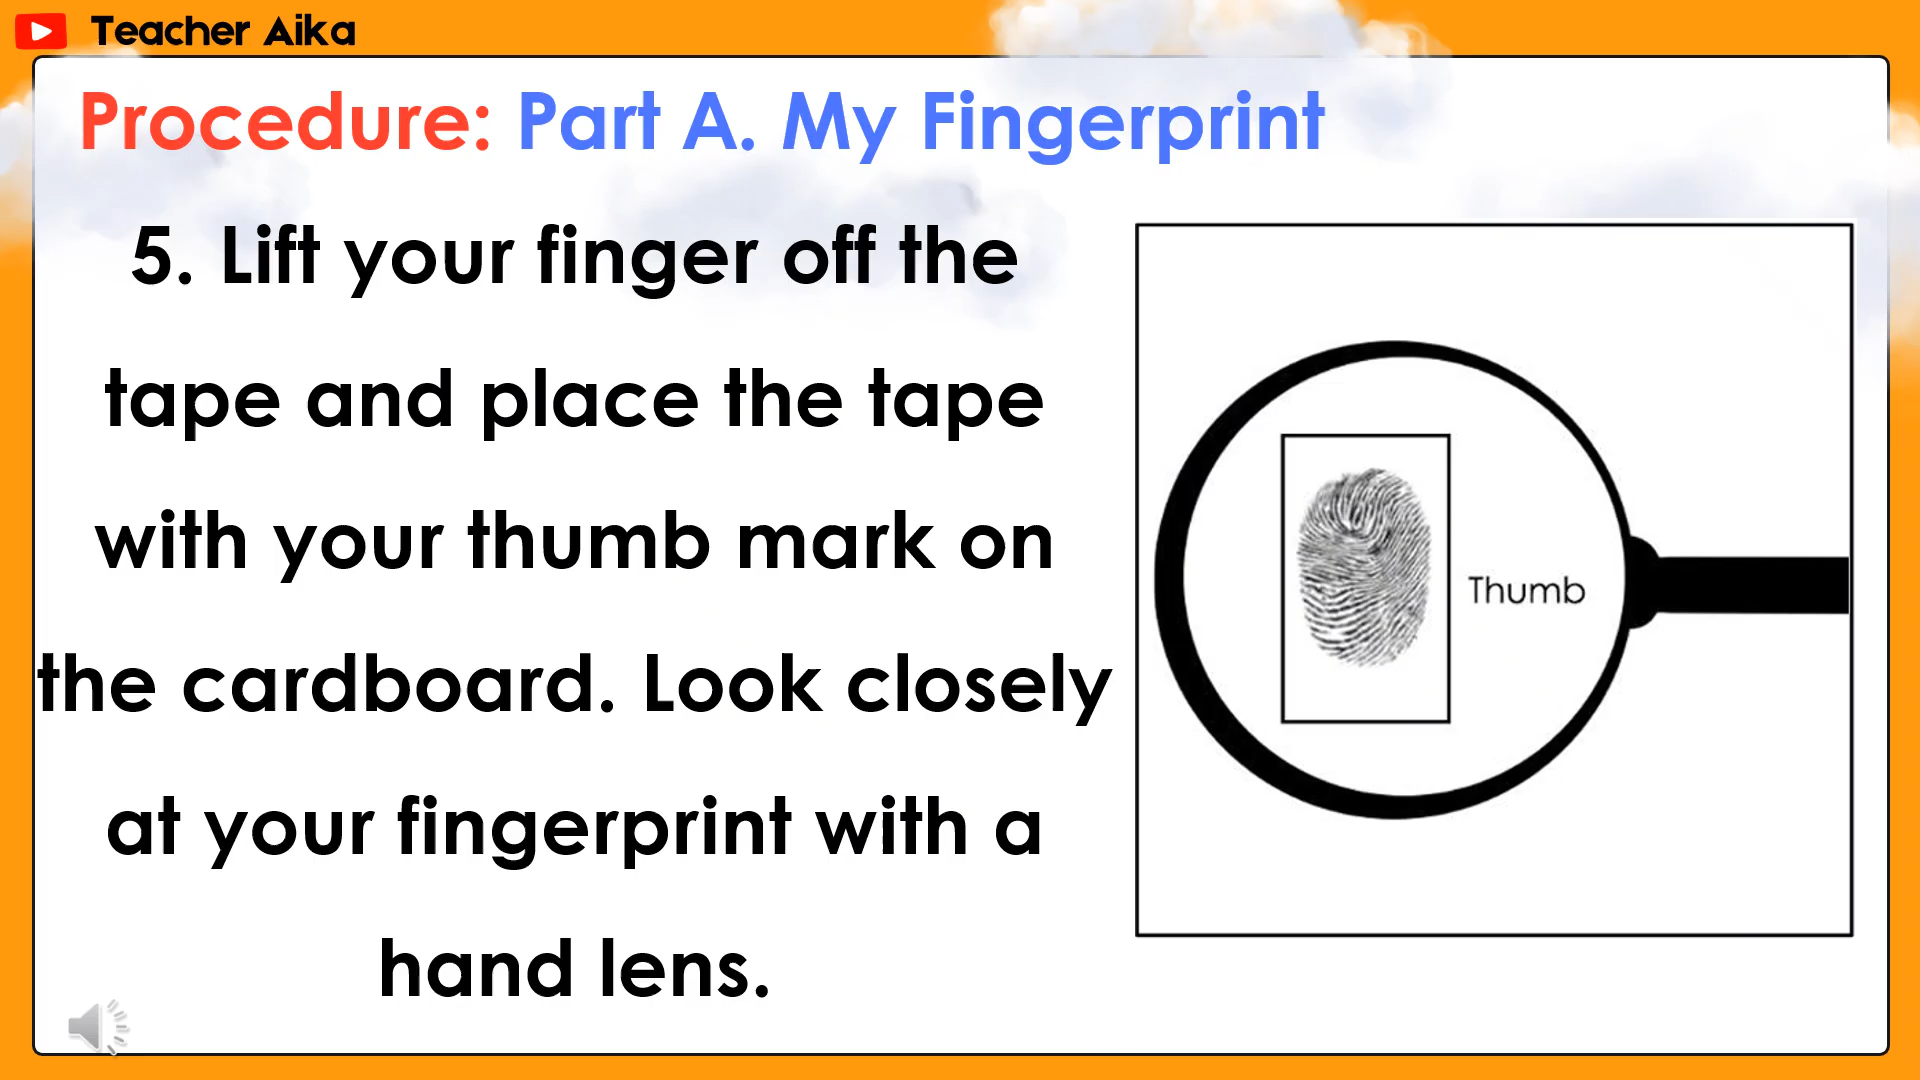 Teacher Aika
Procedure: Part A. My Fingerprint
5. Lift your finger off the
tape and place the tape
with your thumb mark on
the cardboard. Look closely
at your fingerprint with a
hand lens.
Thumb